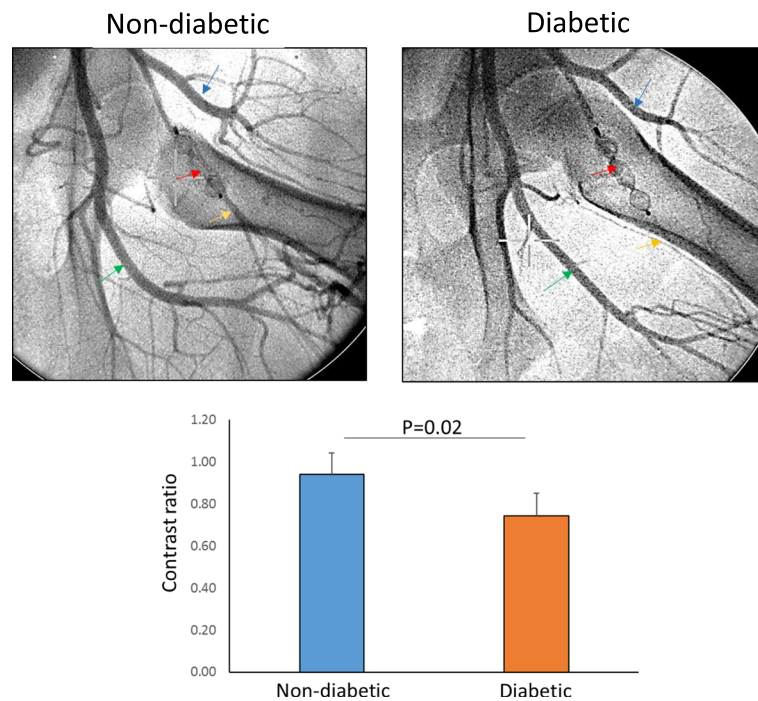 Non-diabetic
Diabetic
P=0.02
Contrast ratio
1.20
1.00
0.80
0.60
0.40
0.20
0.00
Non-diabetic
Diabetic